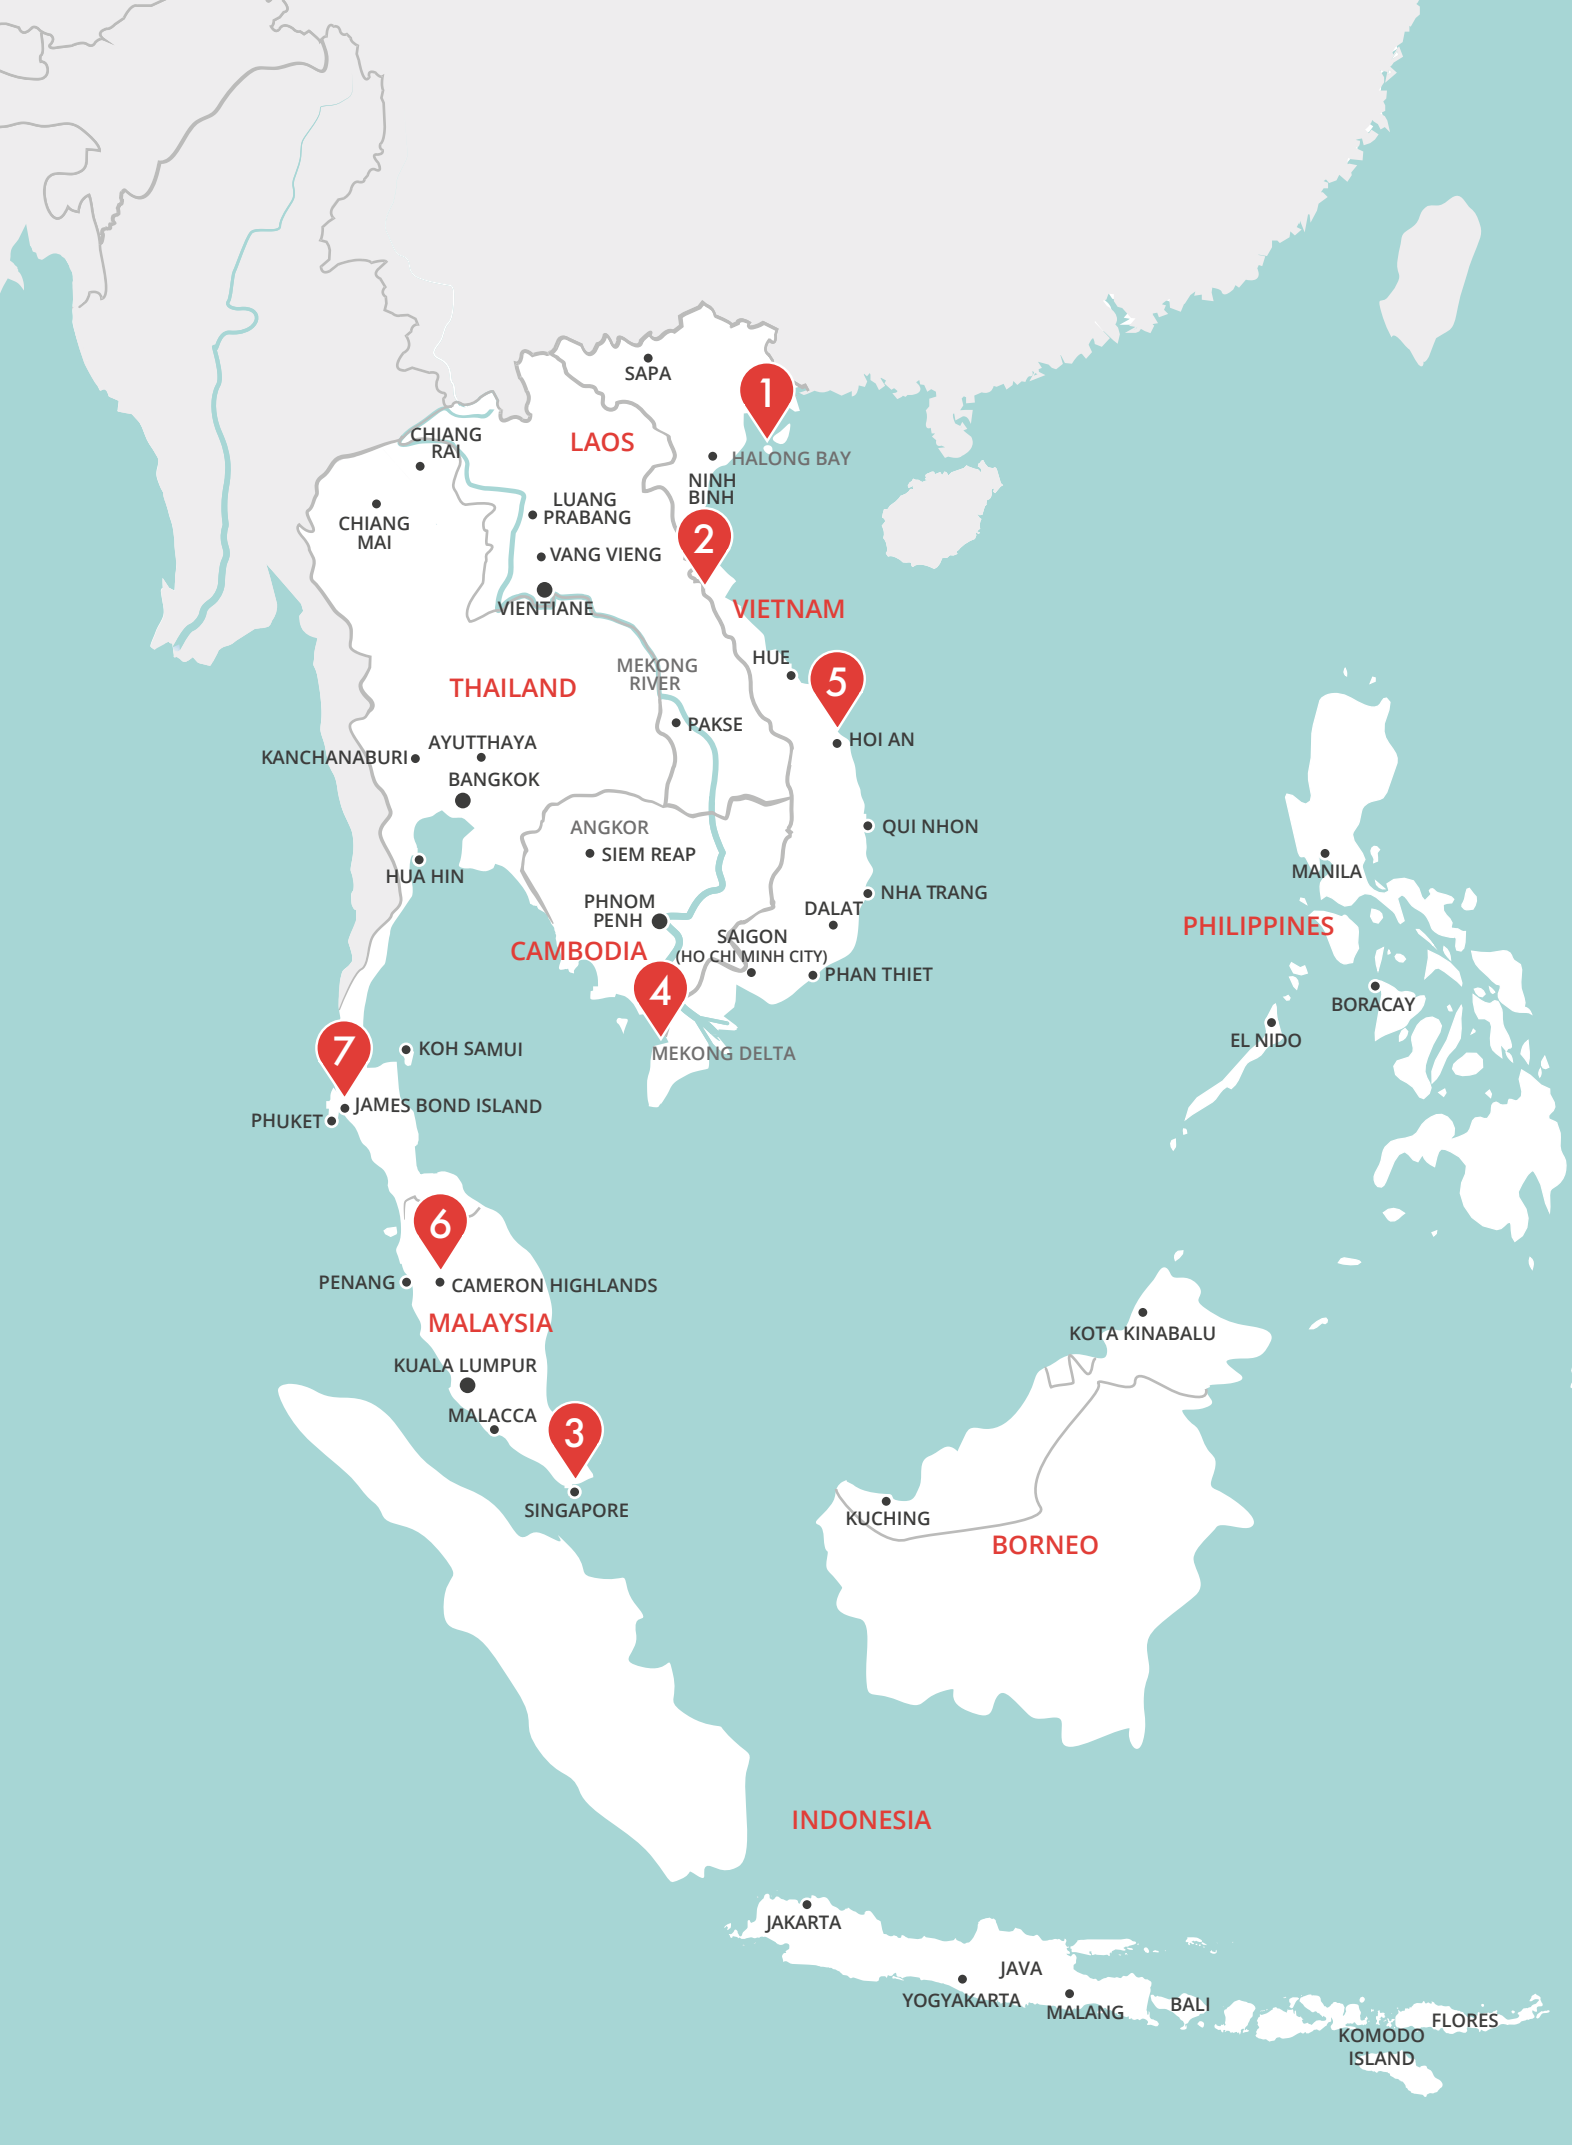 SAPA
1
CHIANG
RAI
LAOS
HALONG BAY
NINH
BINH
LUANG
PRABANG
CHIANG
MAI
2
VANG VIENG
VIENTIANE
VIETNAM
HUE
MEKONG
RIVER
5
THAILAND
PAKSE
HOI AN
AYUTTHAYA
KANCHANABURI
BANGKOK
ANGKOR
QUI NHON
SIEM REAP
HUA HIN
MANILA
NHA TRANG
PHNOM
PENH
DALAT
PHILIPPINES
SAIGON
(HO CHI MINH CITY)
CAMBODIA
PHAN THIET
4
BORACAY
EL NIDO
7
KOH SAMUI
MEKONG DELTA
JAMES BOND ISLAND
PHUKET
6
PENANG
CAMERON HIGHLANDS
MALAYSIA
KOTA KINABALU
KUALA LUMPUR
MALACCA
3
SINGAPORE
KUCHING
BORNEO
INDONESIA
JAKARTA
JAVA
YOGYAKARTA
MALANG
BALI
FLORES
KOMODO
ISLAND